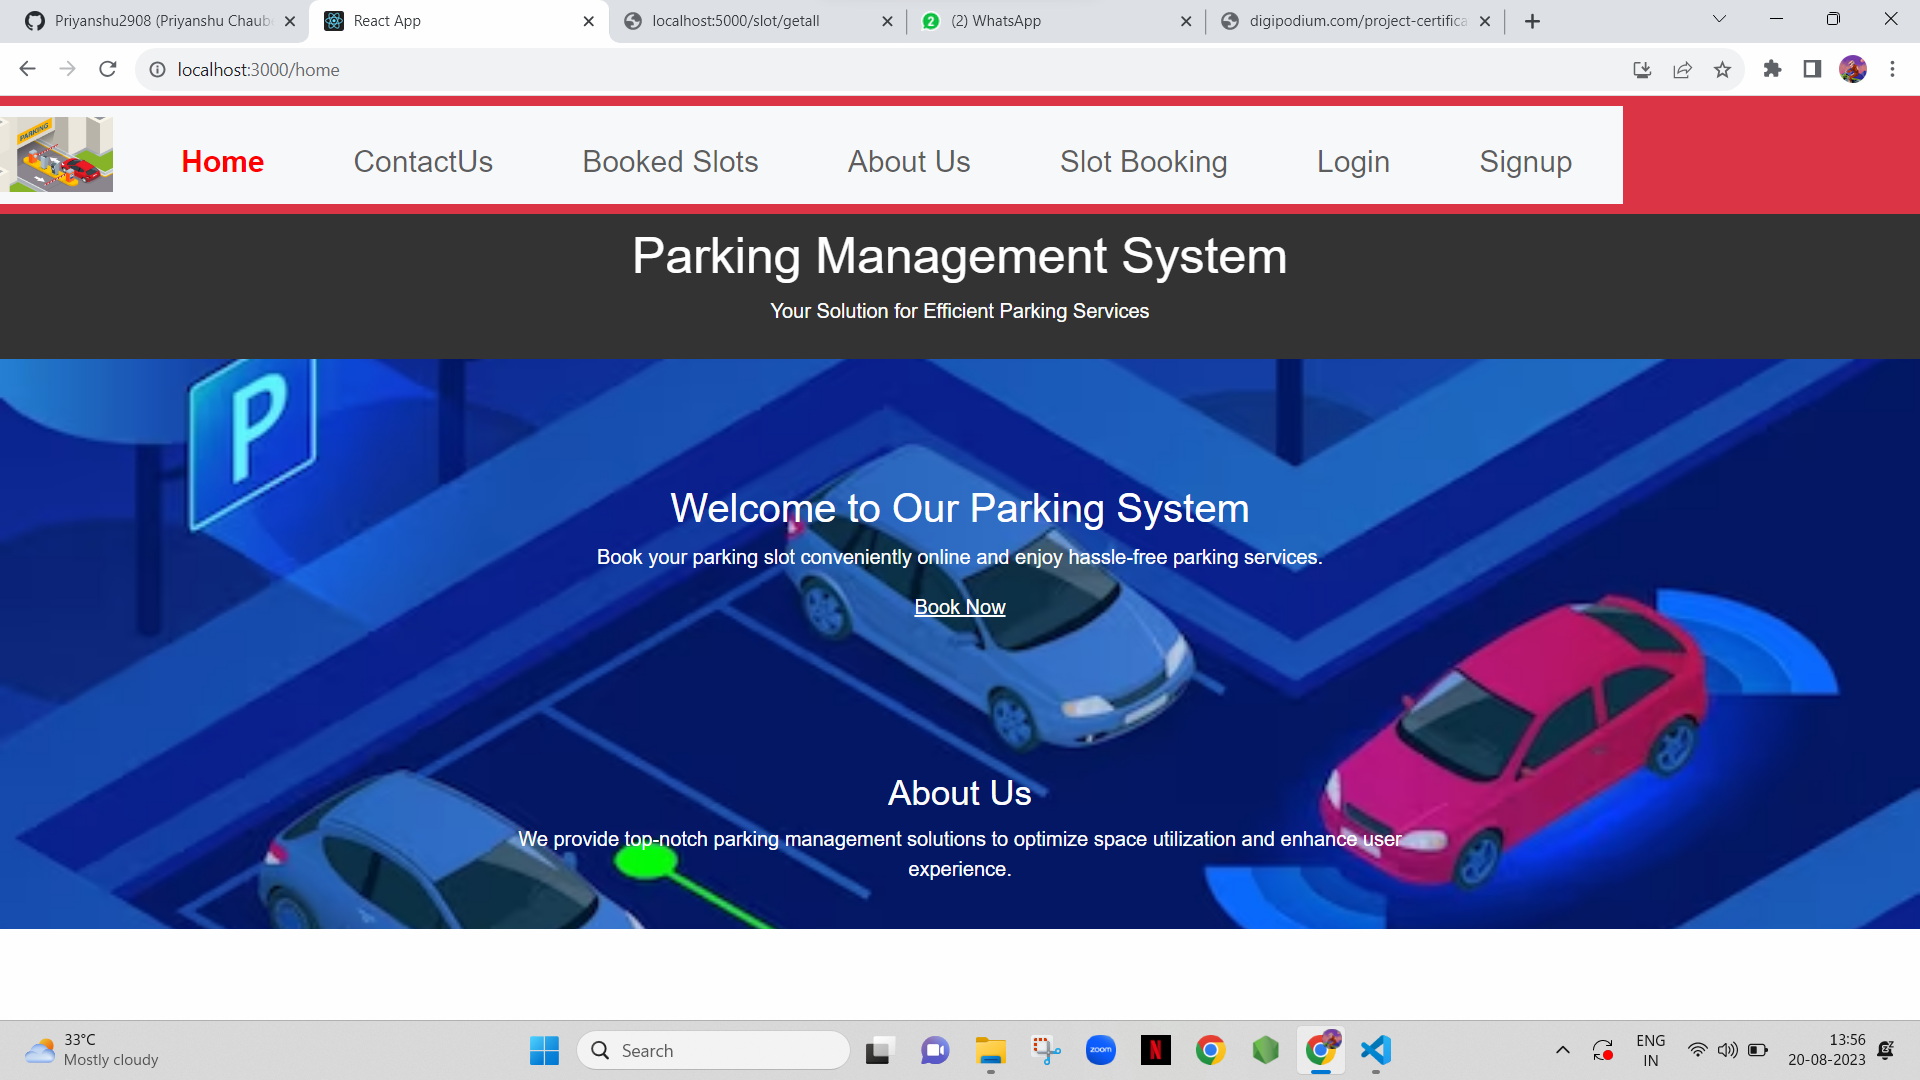 Priyanshu2908 (Priyanshu Chaub
React App
localhost:5000/slot/getall
2
(2) WhatsApp
digipodium.com/project-certifica
localhost:3000/home
PARKING
Home
ContactUs
Booked Slots
About Us
Slot Booking
Login
Signup
Parking Management System
Your Solution for Efficient Parking Services
P
Welcome to Our Parking System
Book your parking slot conveniently online and enjoy hassle-free parking services.
Book Now
About Us
We provide top-notch parking management solutions to optimize space utilization and enhance user
experience.
33°C
Mostly cloudy
Search
zoom
N
ENG
IN
13:56
20-08-2023